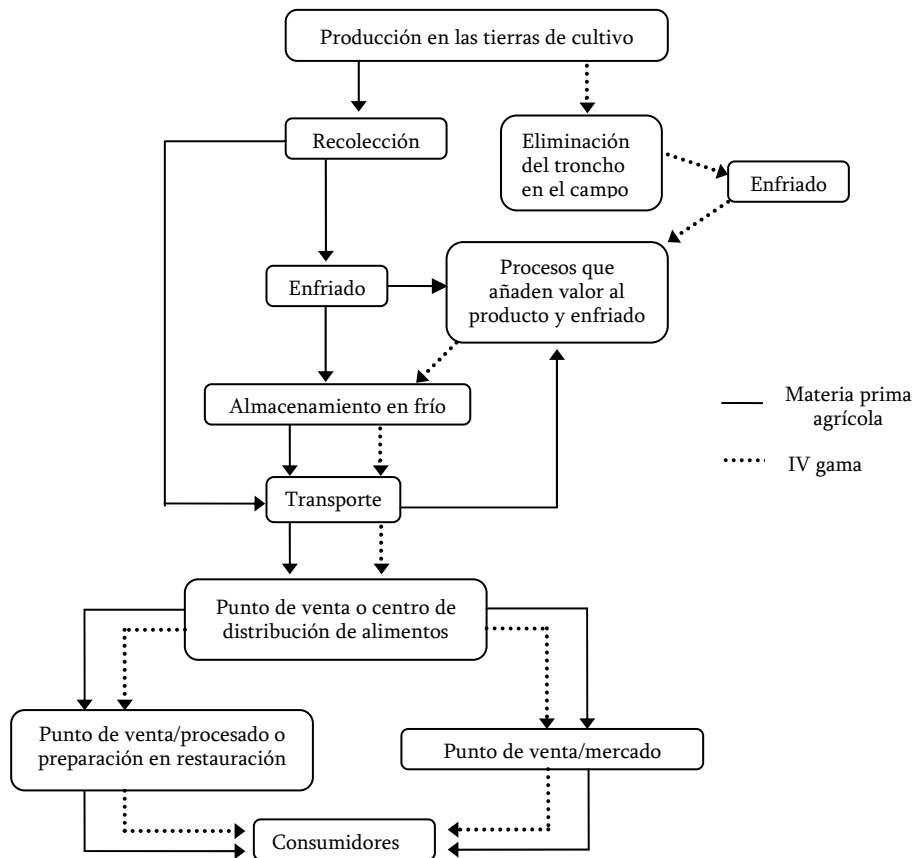 Producción en las tierras de cultivo
Recolección
Eliminación
del troncho
en el campo
Enfriado
Enfriado
Procesos que
añaden valor al
producto y enfriado
Almacenamiento en frío
Materia prima
agrícola
IV gama
Transporte
Punto de venta o centro de
distribución de alimentos
Punto de venta/procesado o
preparación en restauración
Punto de venta/mercado
Consumidores